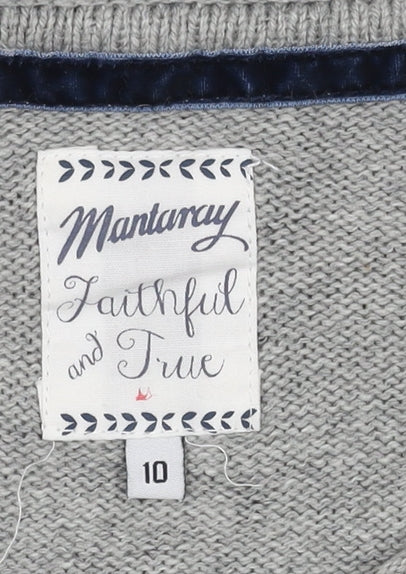 Mantaray
Faithful
and True
10